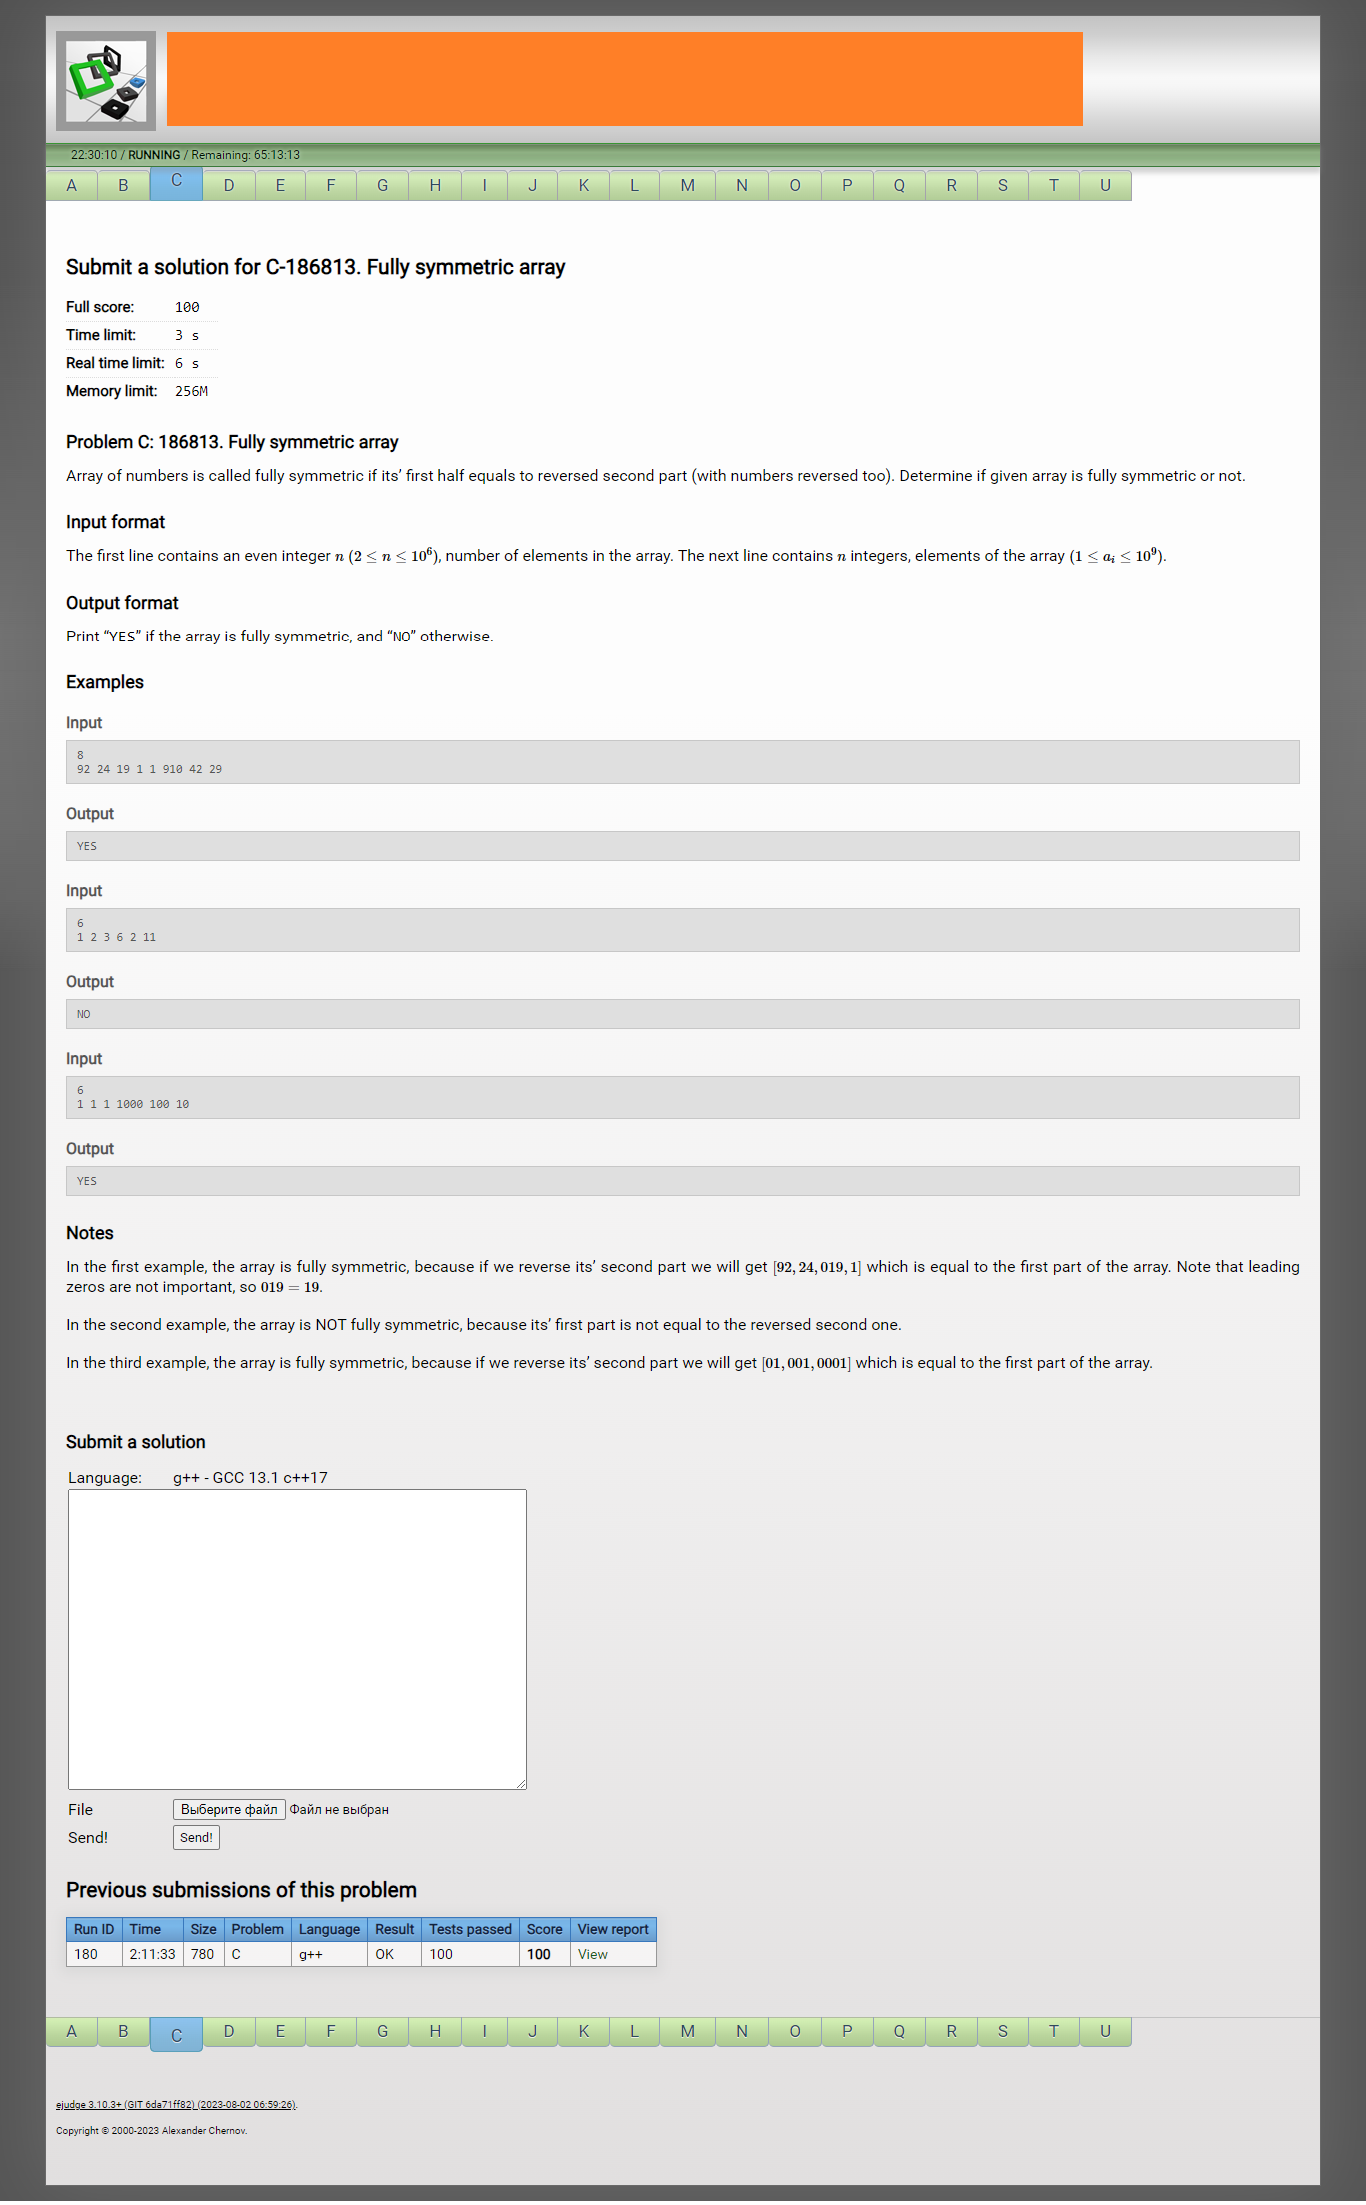 22:30:10 / RUNNING / Remaining: 65:13:13
A B C D E F G H I J K L M N O P Q R S T U
Submit a solution for C-186813. Fully symmetric array
Full score: 100
Time limit: 3 s
Real time limit: 6 s
Memory limit: 256M
Problem C: 186813. Fully symmetric array
Array of numbers is called fully symmetric if its’ first half equals to reversed second part (with numbers reversed too). Determine if given array is fully symmetric or not.
Input format
The first line contains an even integer n (2 ≤ n ≤ 10⁶), number of elements in the array. The next line contains n integers, elements of the array (1 ≤ aᵢ ≤ 10⁹).
Output format
Print “YES” if the array is fully symmetric, and “NO” otherwise.
Examples
Input
8
92 24 19 1 1 910 42 29
Output
YES
Input
6
1 2 3 6 2 11
Output
NO
Input
6
1 1 1 1000 100 10
Output
YES
Notes
In the first example, the array is fully symmetric, because if we reverse its’ second part we will get [92, 24, 019, 1] which is equal to the first part of the array. Note that leading
zeros are not important, so 019 = 19.
In the second example, the array is NOT fully symmetric, because its’ first part is not equal to the reversed second one.
In the third example, the array is fully symmetric, because if we reverse its’ second part we will get [01, 001, 0001] which is equal to the first part of the array.
Submit a solution
Language: g++ - GCC 13.1 c++17
File Выберите файл Файл не выбран
Send! Send!
Previous submissions of this problem
Run ID Time Size Problem Language Result Tests passed Score View report
180 2:11:33 780 C g++ OK 100 100 View
A B C D E F G H I J K L M N O P Q R S T U
ejudge 3.10.3+ (GIT 6da71ff82) (2023-08-02 06:59:26).
Copyright © 2000-2023 Alexander Chernov.